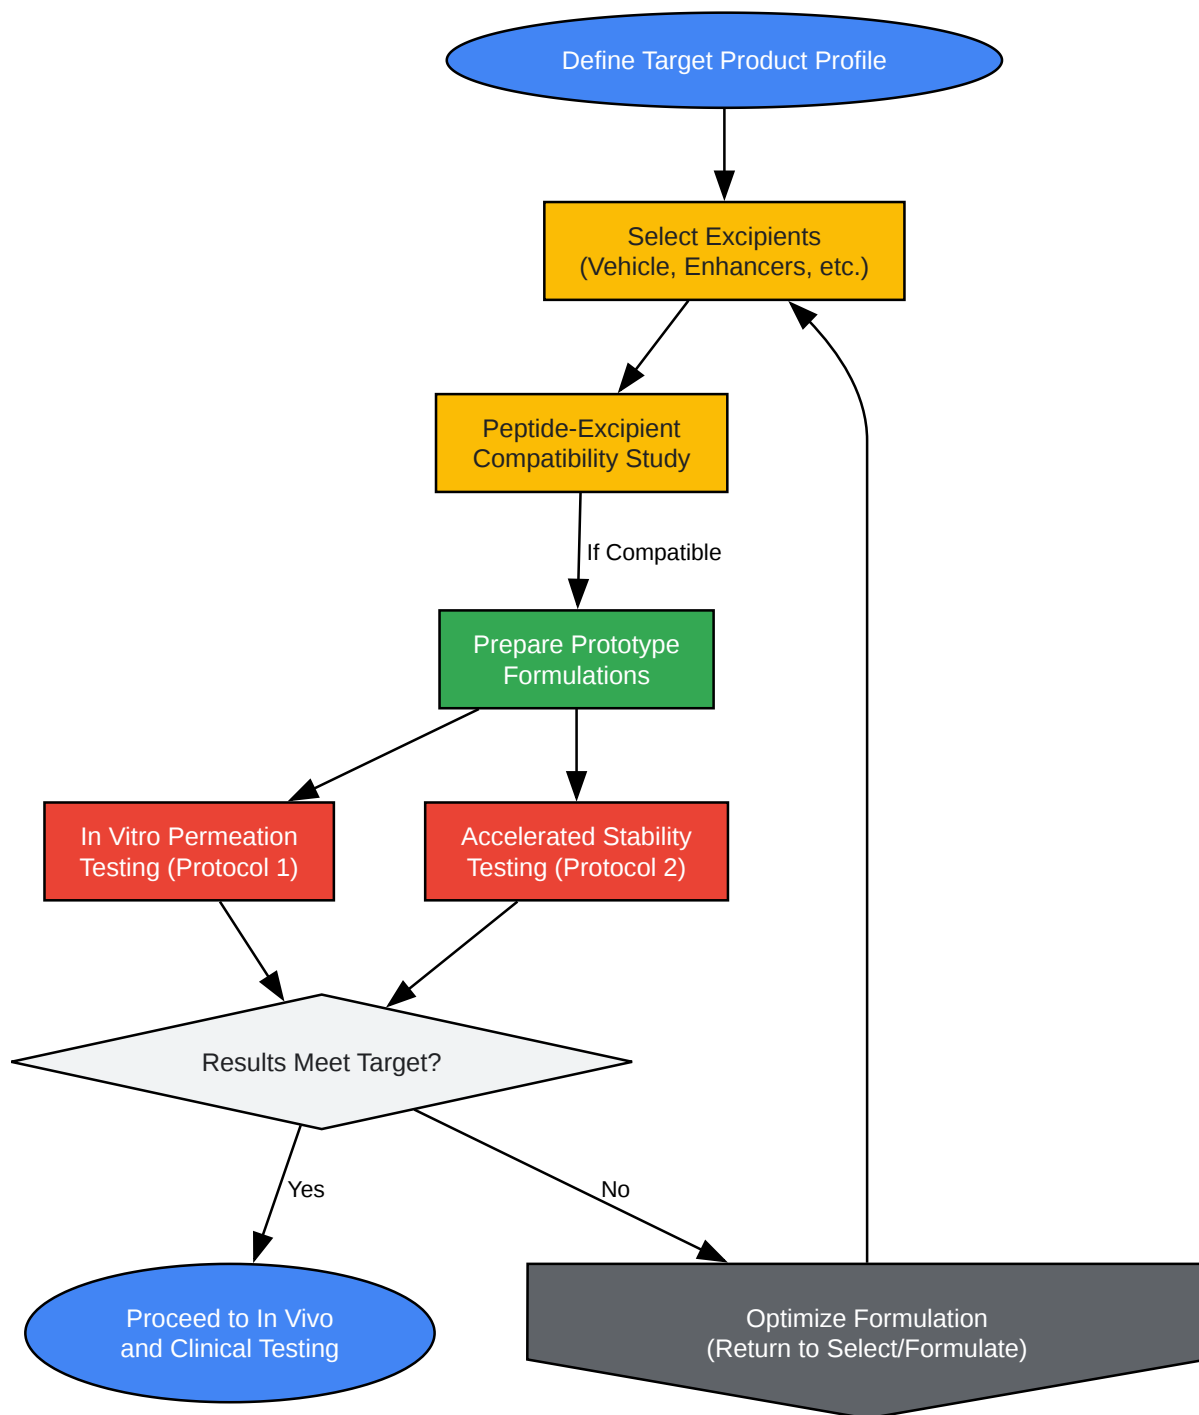 Define Target Product Profile
Select Excipients
(Vehicle, Enhancers, etc.)
Peptide-Excipient
Compatibility Study
If Compatible
Prepare Prototype
Formulations
In Vitro Permeation
Testing (Protocol 1)
Accelerated Stability
Testing (Protocol 2)
Results Meet Target?
Yes
No
Proceed to In Vivo
and Clinical Testing
Optimize Formulation
(Return to Select/Formulate)